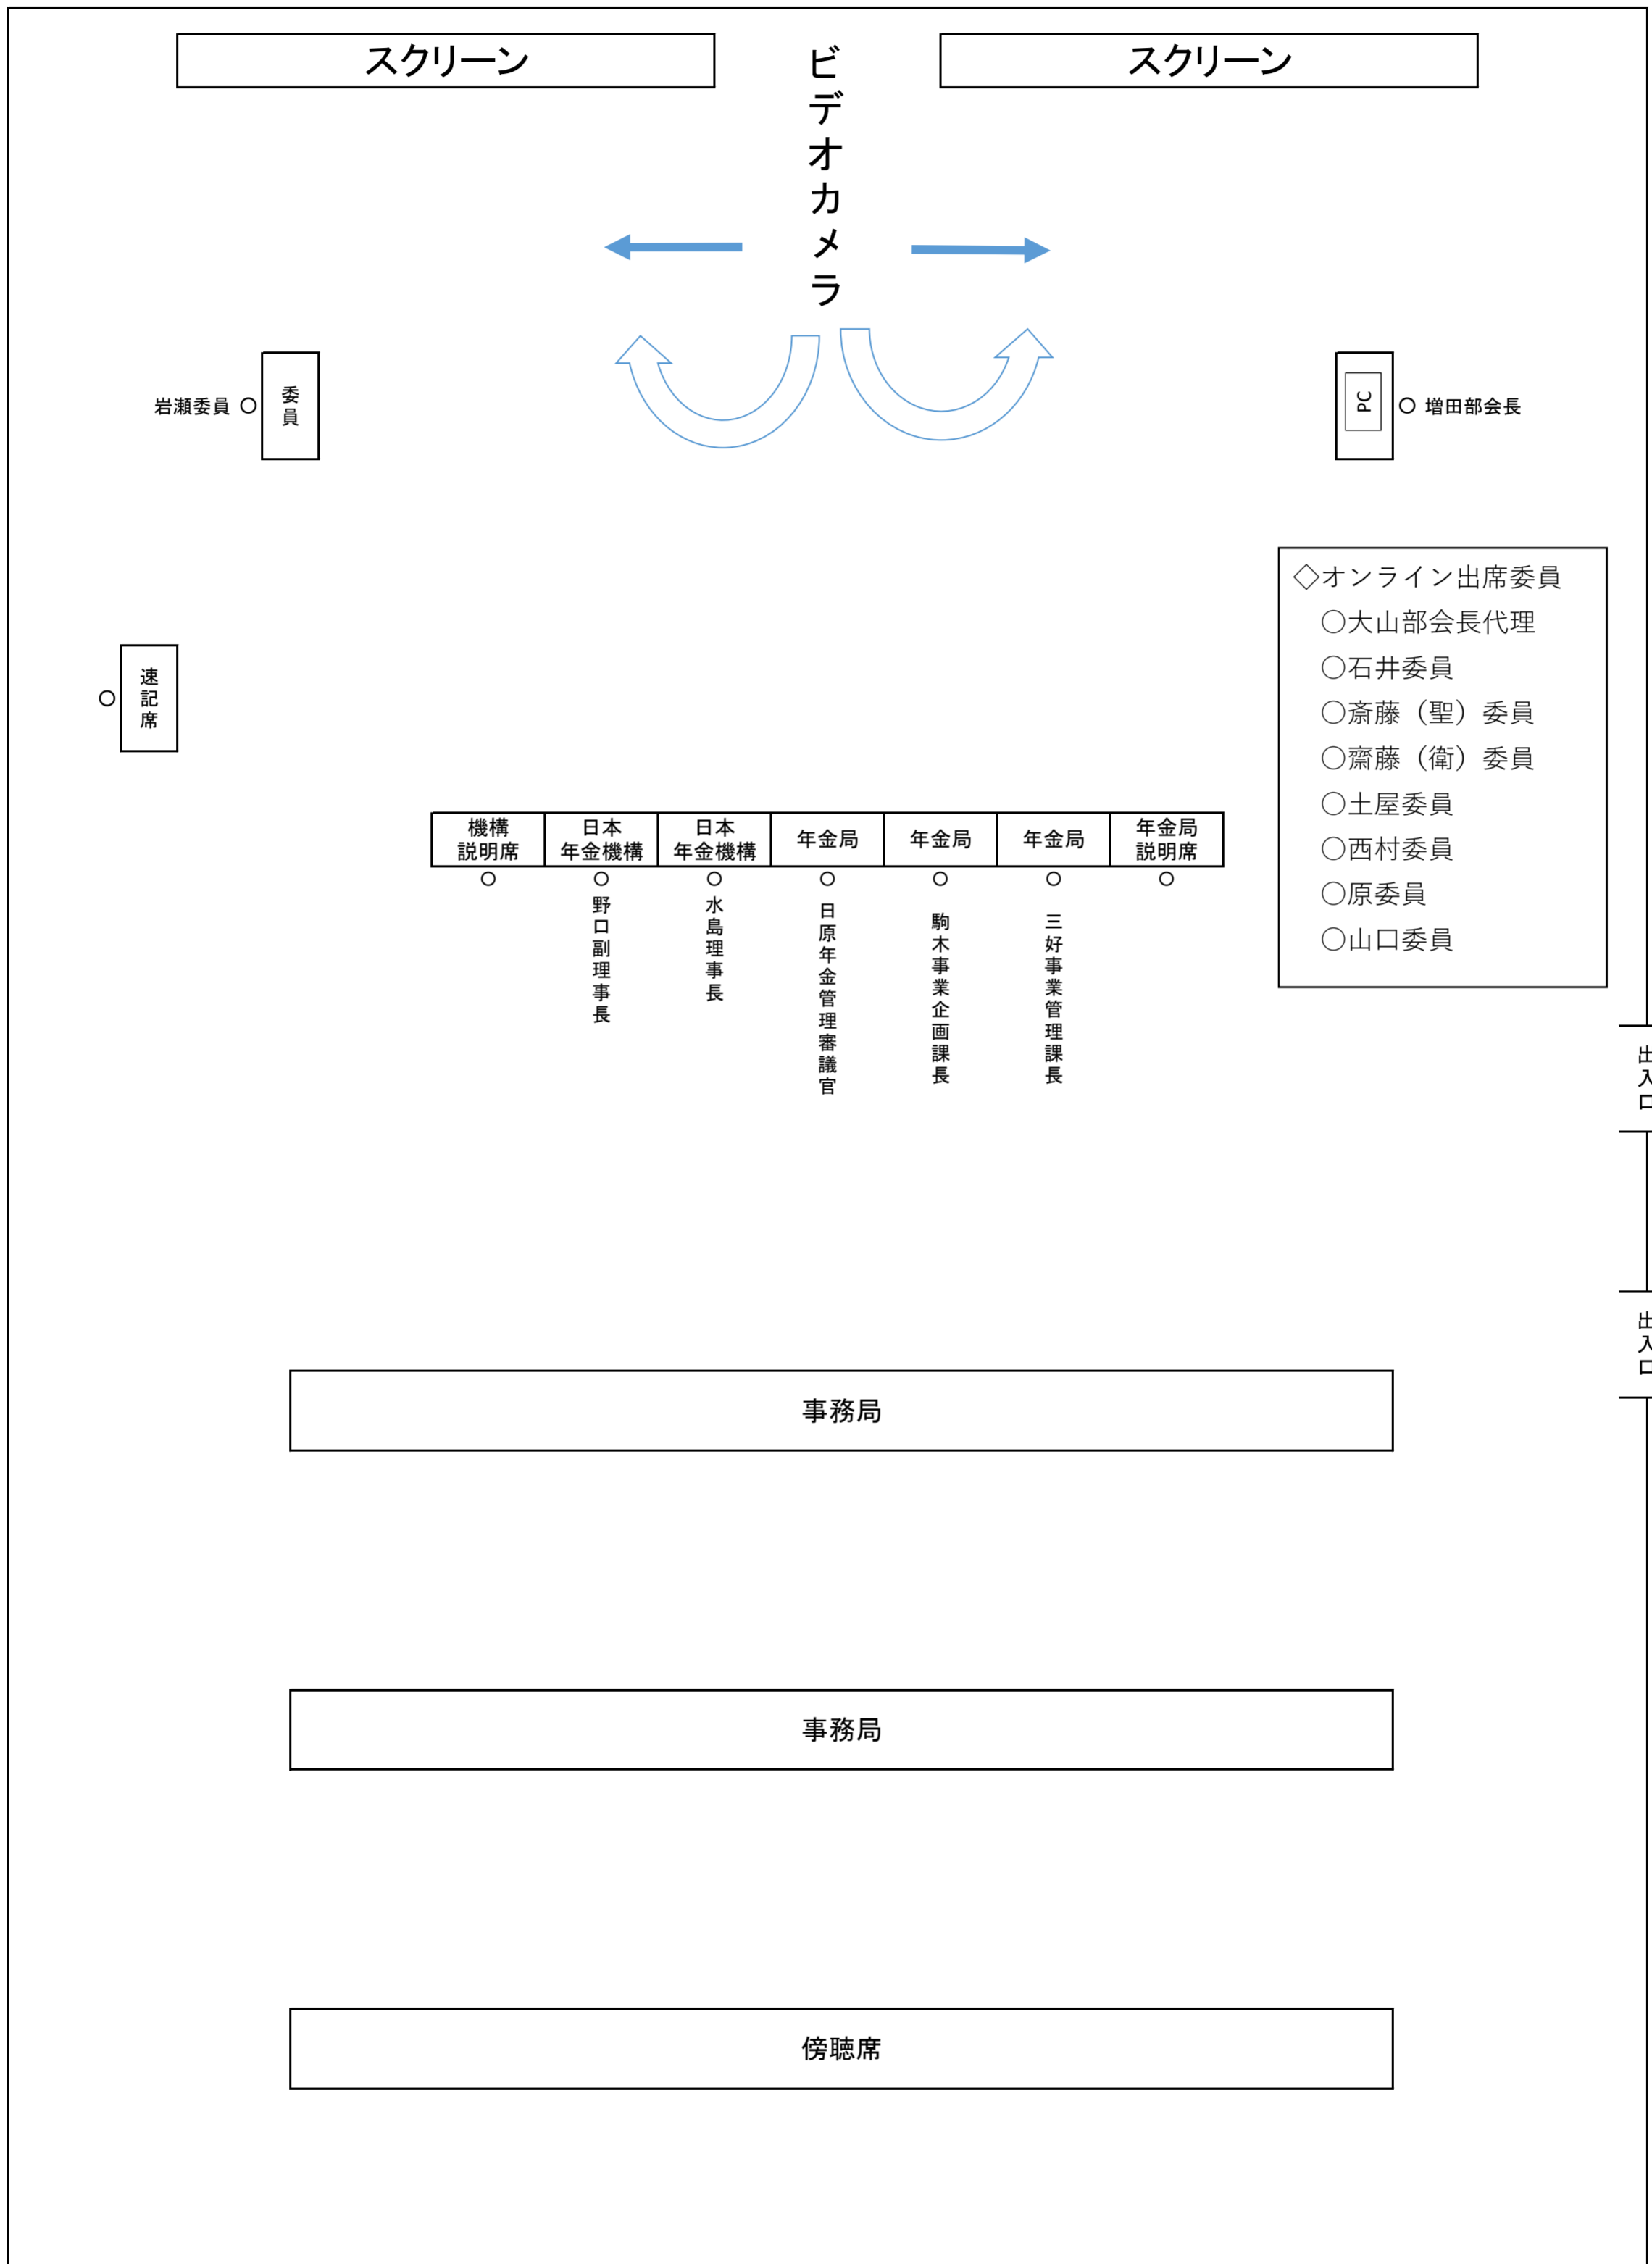 スクリーン
ビデオカメラ
スクリーン
岩瀬委員
委員
PC
増田部会長
◇オンライン出席委員
○大山部会長代理
○石井委員
○斎藤（聖）委員
○齋藤（衛）委員
○土屋委員
○西村委員
○原委員
○山口委員
速記席
機構
説明席
日本
年金機構
日本
年金機構
年金局
年金局
年金局
年金局
説明席
野口副理事長
水島理事長
日原年金管理審議官
駒木事業企画課長
三好事業管理課長
出入口
出入口
事務局
事務局
傍聴席